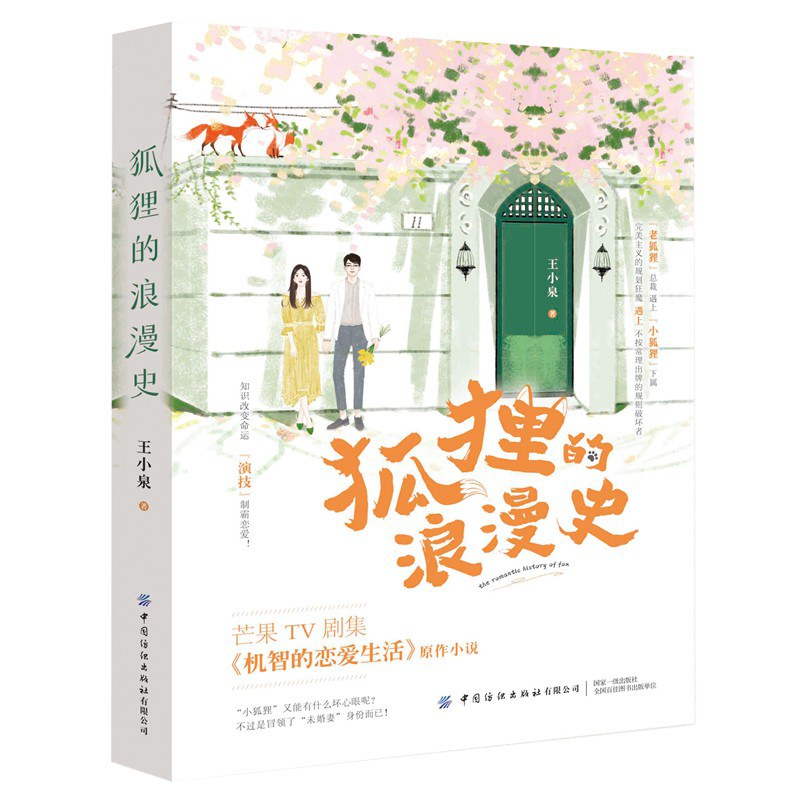 狐狸的浪漫史
王小泉 著
中国纺织出版社有限公司
11
王小泉 著
「老狐狸」总裁 遇上「小狐狸」下属
完美主义的规划狂魔 遇上 不按常理出牌的规则破坏者
知识改变命运
「演技」制霸恋爱！
狐狸的
浪漫史
the romantic history of fox
芒果 TV 剧集
《机智的恋爱生活》原作小说
“小狐狸”又能有什么坏心眼呢？
不过是冒领了“未婚妻”身份而已！
中国纺织出版社有限公司
国家一级出版社
全国百佳图书出版单位